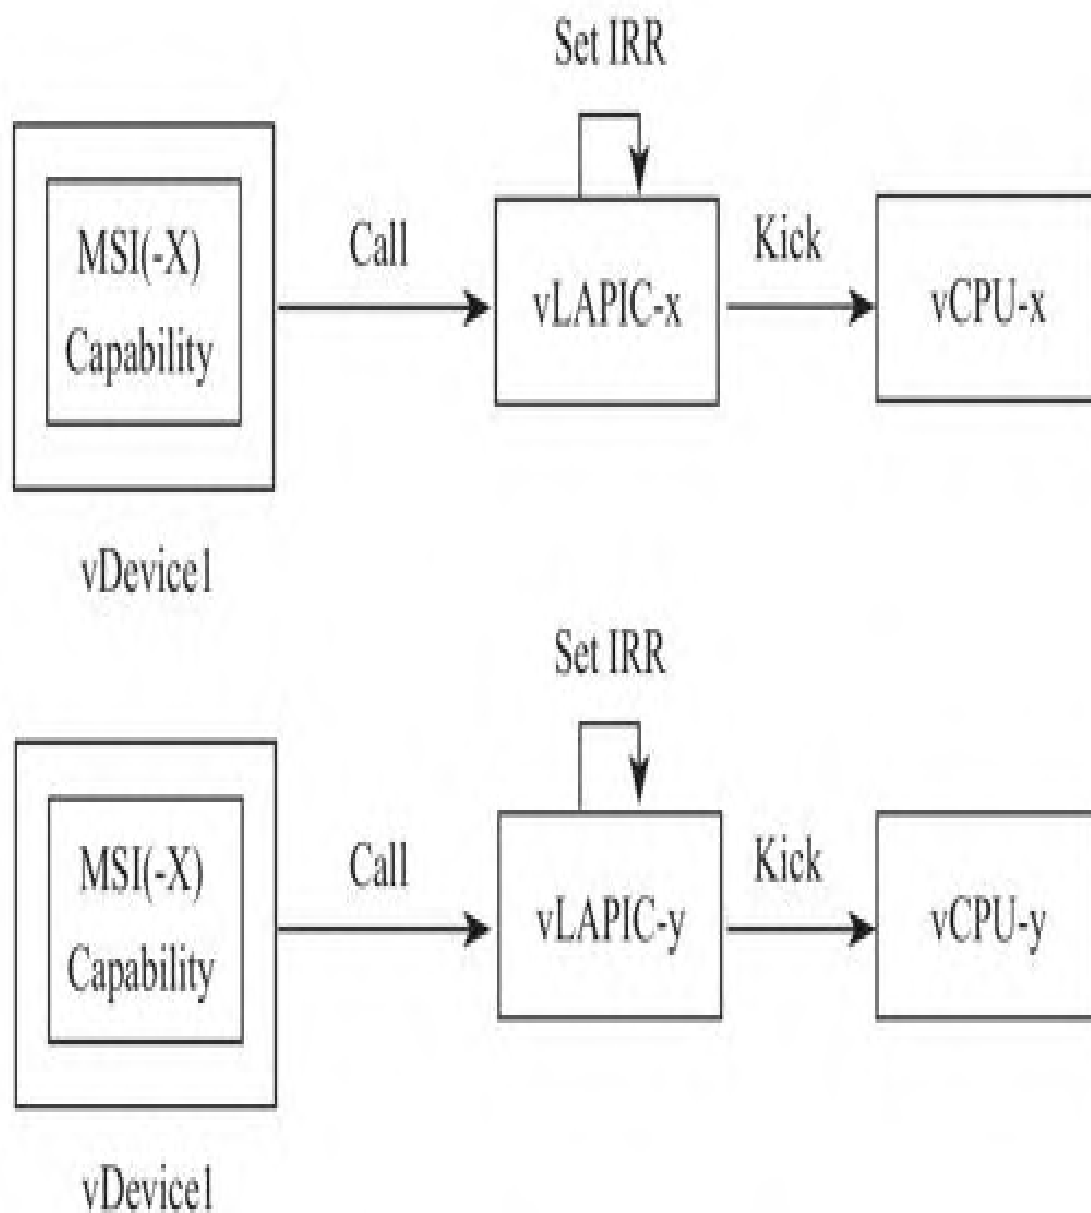 Set IRR
MSI(-X)
Capability
Call
vLAPIC-x
Kick
vCPU-x
vDevice1
Set IRR
MSI(-X)
Capability
Call
vLAPIC-y
Kick
vCPU-y
vDevice1